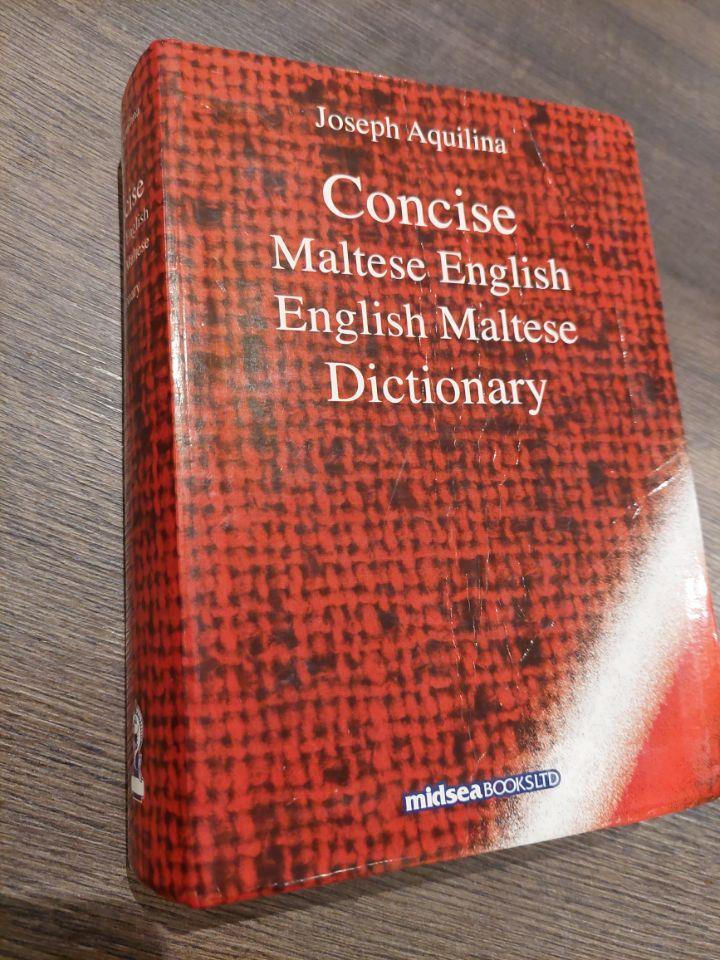 Joseph Aquilina
Concise
Maltese English
English Maltese
Dictionary
midsea BOOKS LTD